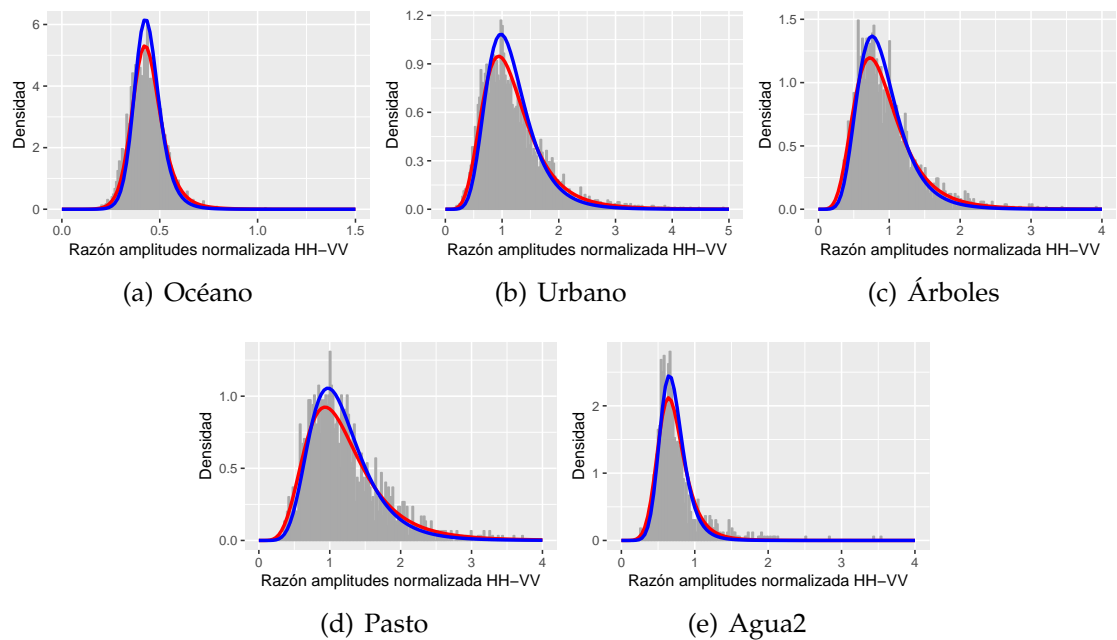 Densidad
6
4
2
0
0.0
0.5
1.0
1.5
Razón amplitudes normalizada HH−VV
(a) Océano
Densidad
1.2
0.9
0.6
0.3
0.0
0
1
2
3
4
5
Razón amplitudes normalizada HH−VV
(b) Urbano
Densidad
1.5
1.0
0.5
0.0
0
1
2
3
4
Razón amplitudes normalizada HH−VV
(c) Árboles
Densidad
1.0
0.5
0.0
0
1
2
3
4
Razón amplitudes normalizada HH−VV
(d) Pasto
Densidad
2
1
0
0
1
2
3
4
Razón amplitudes normalizada HH−VV
(e) Agua2